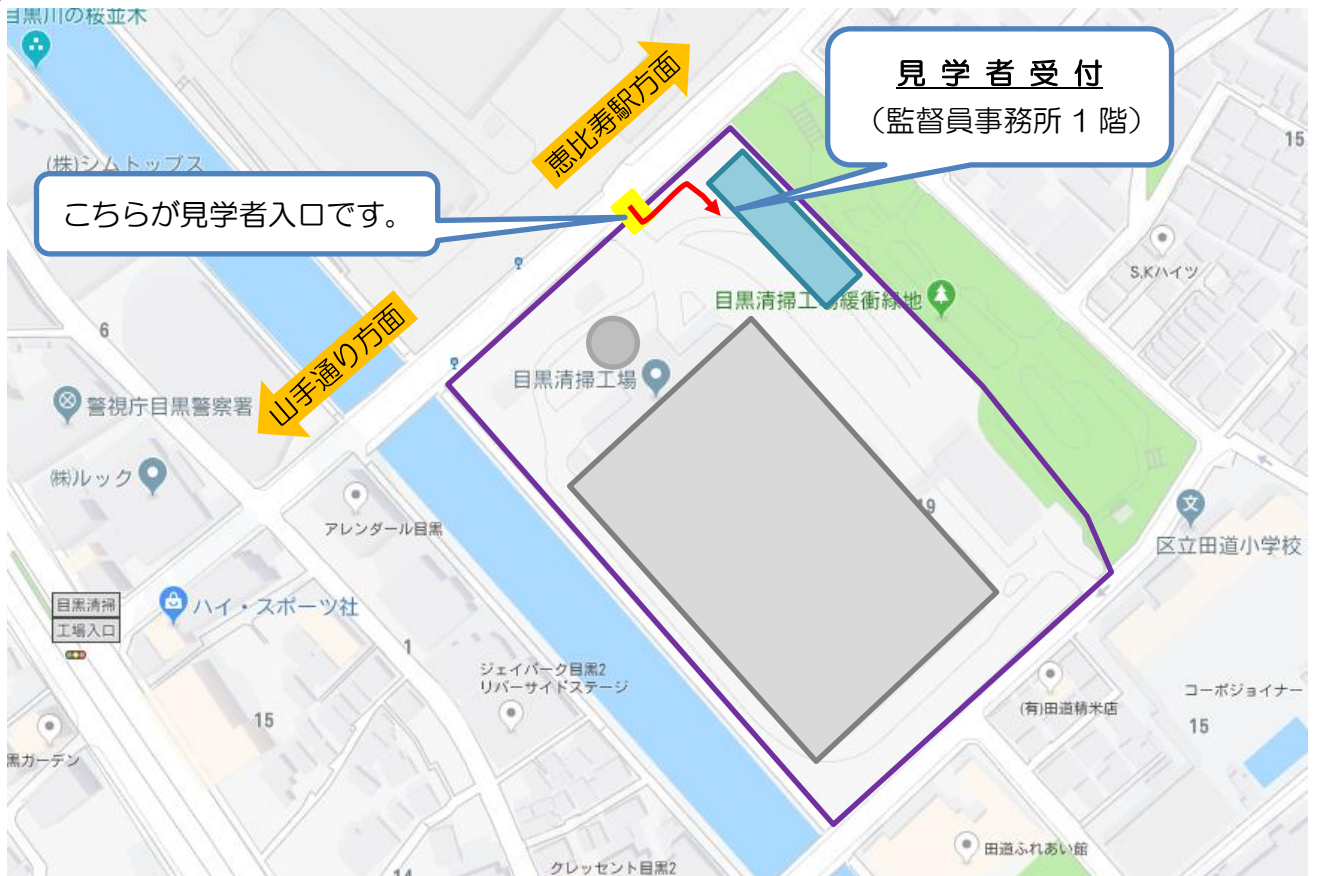 目黒川の桜並木
恵比寿駅方面
見学者受付
(監督員事務所1階)
15
(株)シムトップス
こちらが見学者入口です。
S.Kハイツ
目黒清掃工場緩衝緑地
6
山手通り方面
目黒清掃工場
警視庁目黒警察署
㈱ルック
アレンダール目黒
19
文
区立田道小学校
目黒清掃
工場入口
ハイ・スポーツ社
1
ジェイパーク目黒2
リバーサイドステージ
(有)田道精米店
コーポジョイナー
15
15
黒ガーデン
田道ふれあい館
クレッセント目黒2
14